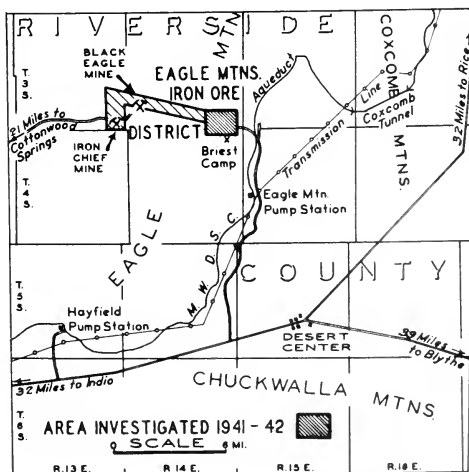 RIVERSIDE
MTN
COXCOMB
MTNS.
T.
3
S.
BLACK
EAGLE
MINE
EAGLE MTNS.
IRON ORE
DISTRICT
Aqueduct
Transmission Line
Coxcomb
Tunnel
32 Miles to Rice
21 Miles to
Cottonwood
Springs
IRON CHIEF
MINE
Briest
Camp
T.
4
S.
Eagle Mtn.
Pump Station
EAGLE
M.W.D.S.C.
COUNTY
T.
5
S.
Hayfield
Pump Station
DESERT
CENTER
39 Miles
to Blythe
32 Miles to Indio
CHUCKWALLA MTNS.
T.
6
S.
AREA INVESTIGATED 1941-42
0 SCALE 6 MI.
R.13 E.
R.14 E.
R.15 E.
R.16 E.